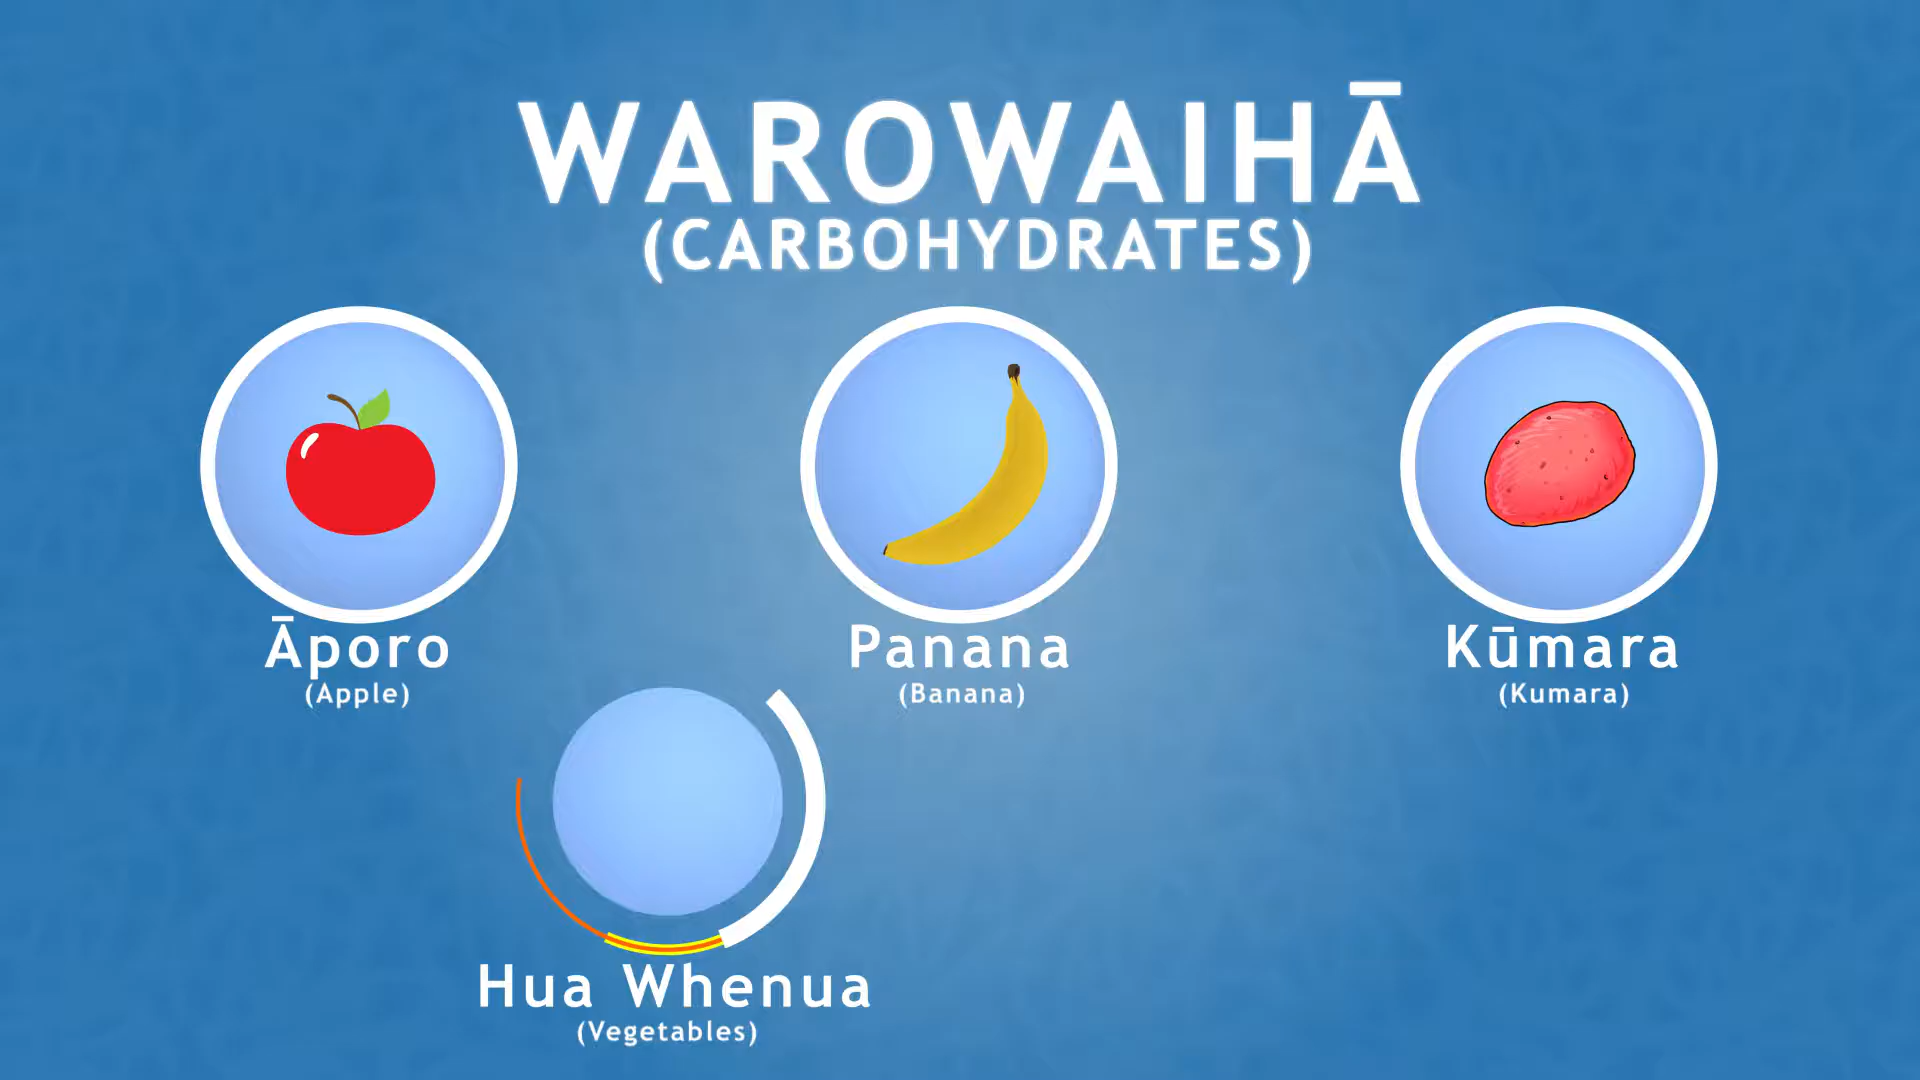 WAROWAIHĀ
(CARBOHYDRATES)
Āporo
(Apple)
Panana
(Banana)
Kūmara
(Kumara)
Hua Whenua
(Vegetables)